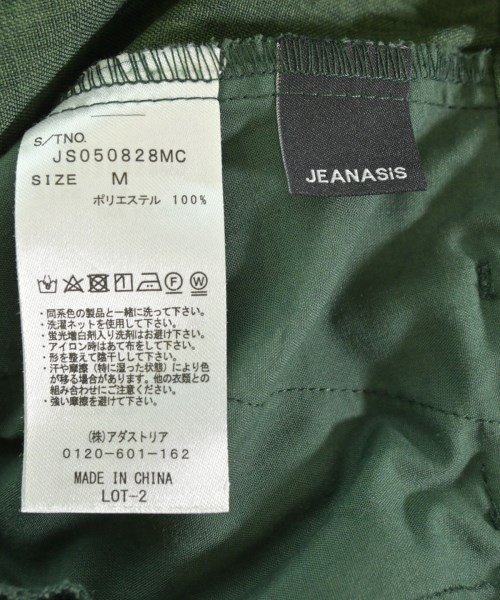 S/TNO.
JS050828MC
SIZE M
ポリエステル 100%
JEANASiS
・同系色の製品と一緒に洗って下さい。
・洗濯ネットを使用して下さい。
・蛍光増白剤入り洗剤はお避け下さい。
・アイロン時はあて布をして下さい。
・形を整えて陰干しして下さい。
・汗や摩擦(特に湿った状態)により色
が移る場合があります。他の衣類との
組み合わせにご注意ください。
・強い摩擦を避けて下さい。
(株)アダストリア
0120-601-162
MADE IN CHINA
LOT-2